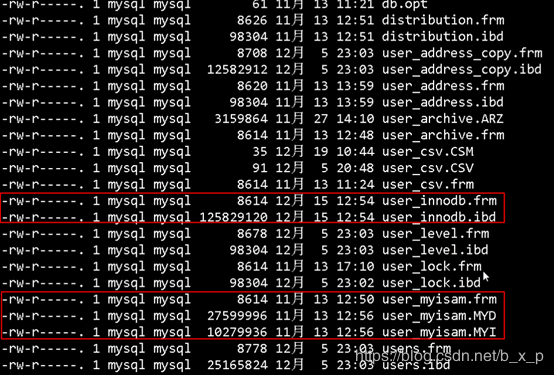 -rw-r-----. 1 mysql mysql 61 11月 13 11:21 db.opt
-rw-r-----. 1 mysql mysql 8626 11月 13 12:51 distribution.frm
-rw-r-----. 1 mysql mysql 98304 11月 13 12:51 distribution.ibd
-rw-r-----. 1 mysql mysql 8708 12月 5 23:03 user_address_copy.frm
-rw-r-----. 1 mysql mysql 12582912 12月 5 23:03 user_address_copy.ibd
-rw-r-----. 1 mysql mysql 8620 11月 13 13:59 user_address.frm
-rw-r-----. 1 mysql mysql 98304 11月 13 13:59 user_address.ibd
-rw-r-----. 1 mysql mysql 3159864 11月 27 14:10 user_archive.ARZ
-rw-r-----. 1 mysql mysql 8614 11月 13 12:48 user_archive.frm
-rw-r-----. 1 mysql mysql 35 12月 19 10:44 user_csv.CSM
-rw-r-----. 1 mysql mysql 91 12月 5 20:48 user_csv.CSV
-rw-r-----. 1 mysql mysql 8614 11月 13 11:24 user_csv.frm
-rw-r-----. 1 mysql mysql 8614 12月 15 12:54 user_innodb.frm
-rw-r-----. 1 mysql mysql 125829120 12月 15 12:54 user_innodb.ibd
-rw-r-----. 1 mysql mysql 8678 12月 5 23:03 user_level.frm
-rw-r-----. 1 mysql mysql 98304 12月 5 23:03 user_level.ibd
-rw-r-----. 1 mysql mysql 8614 11月 13 17:10 user_lock.frm
-rw-r-----. 1 mysql mysql 98304 12月 5 23:02 user_lock.ibd
-rw-r-----. 1 mysql mysql 8614 11月 13 12:50 user_myisam.frm
-rw-r-----. 1 mysql mysql 27599996 11月 13 12:56 user_myisam.MYD
-rw-r-----. 1 mysql mysql 10279936 11月 13 12:56 user_myisam.MYI
-rw-r-----. 1 mysql mysql 8778 12月 5 23:03 users.frm
-rw-r-----. 1 mysql mysql 25165824 12月 5 23:03 users.ibd
https://blog.csdn.net/b_x_p